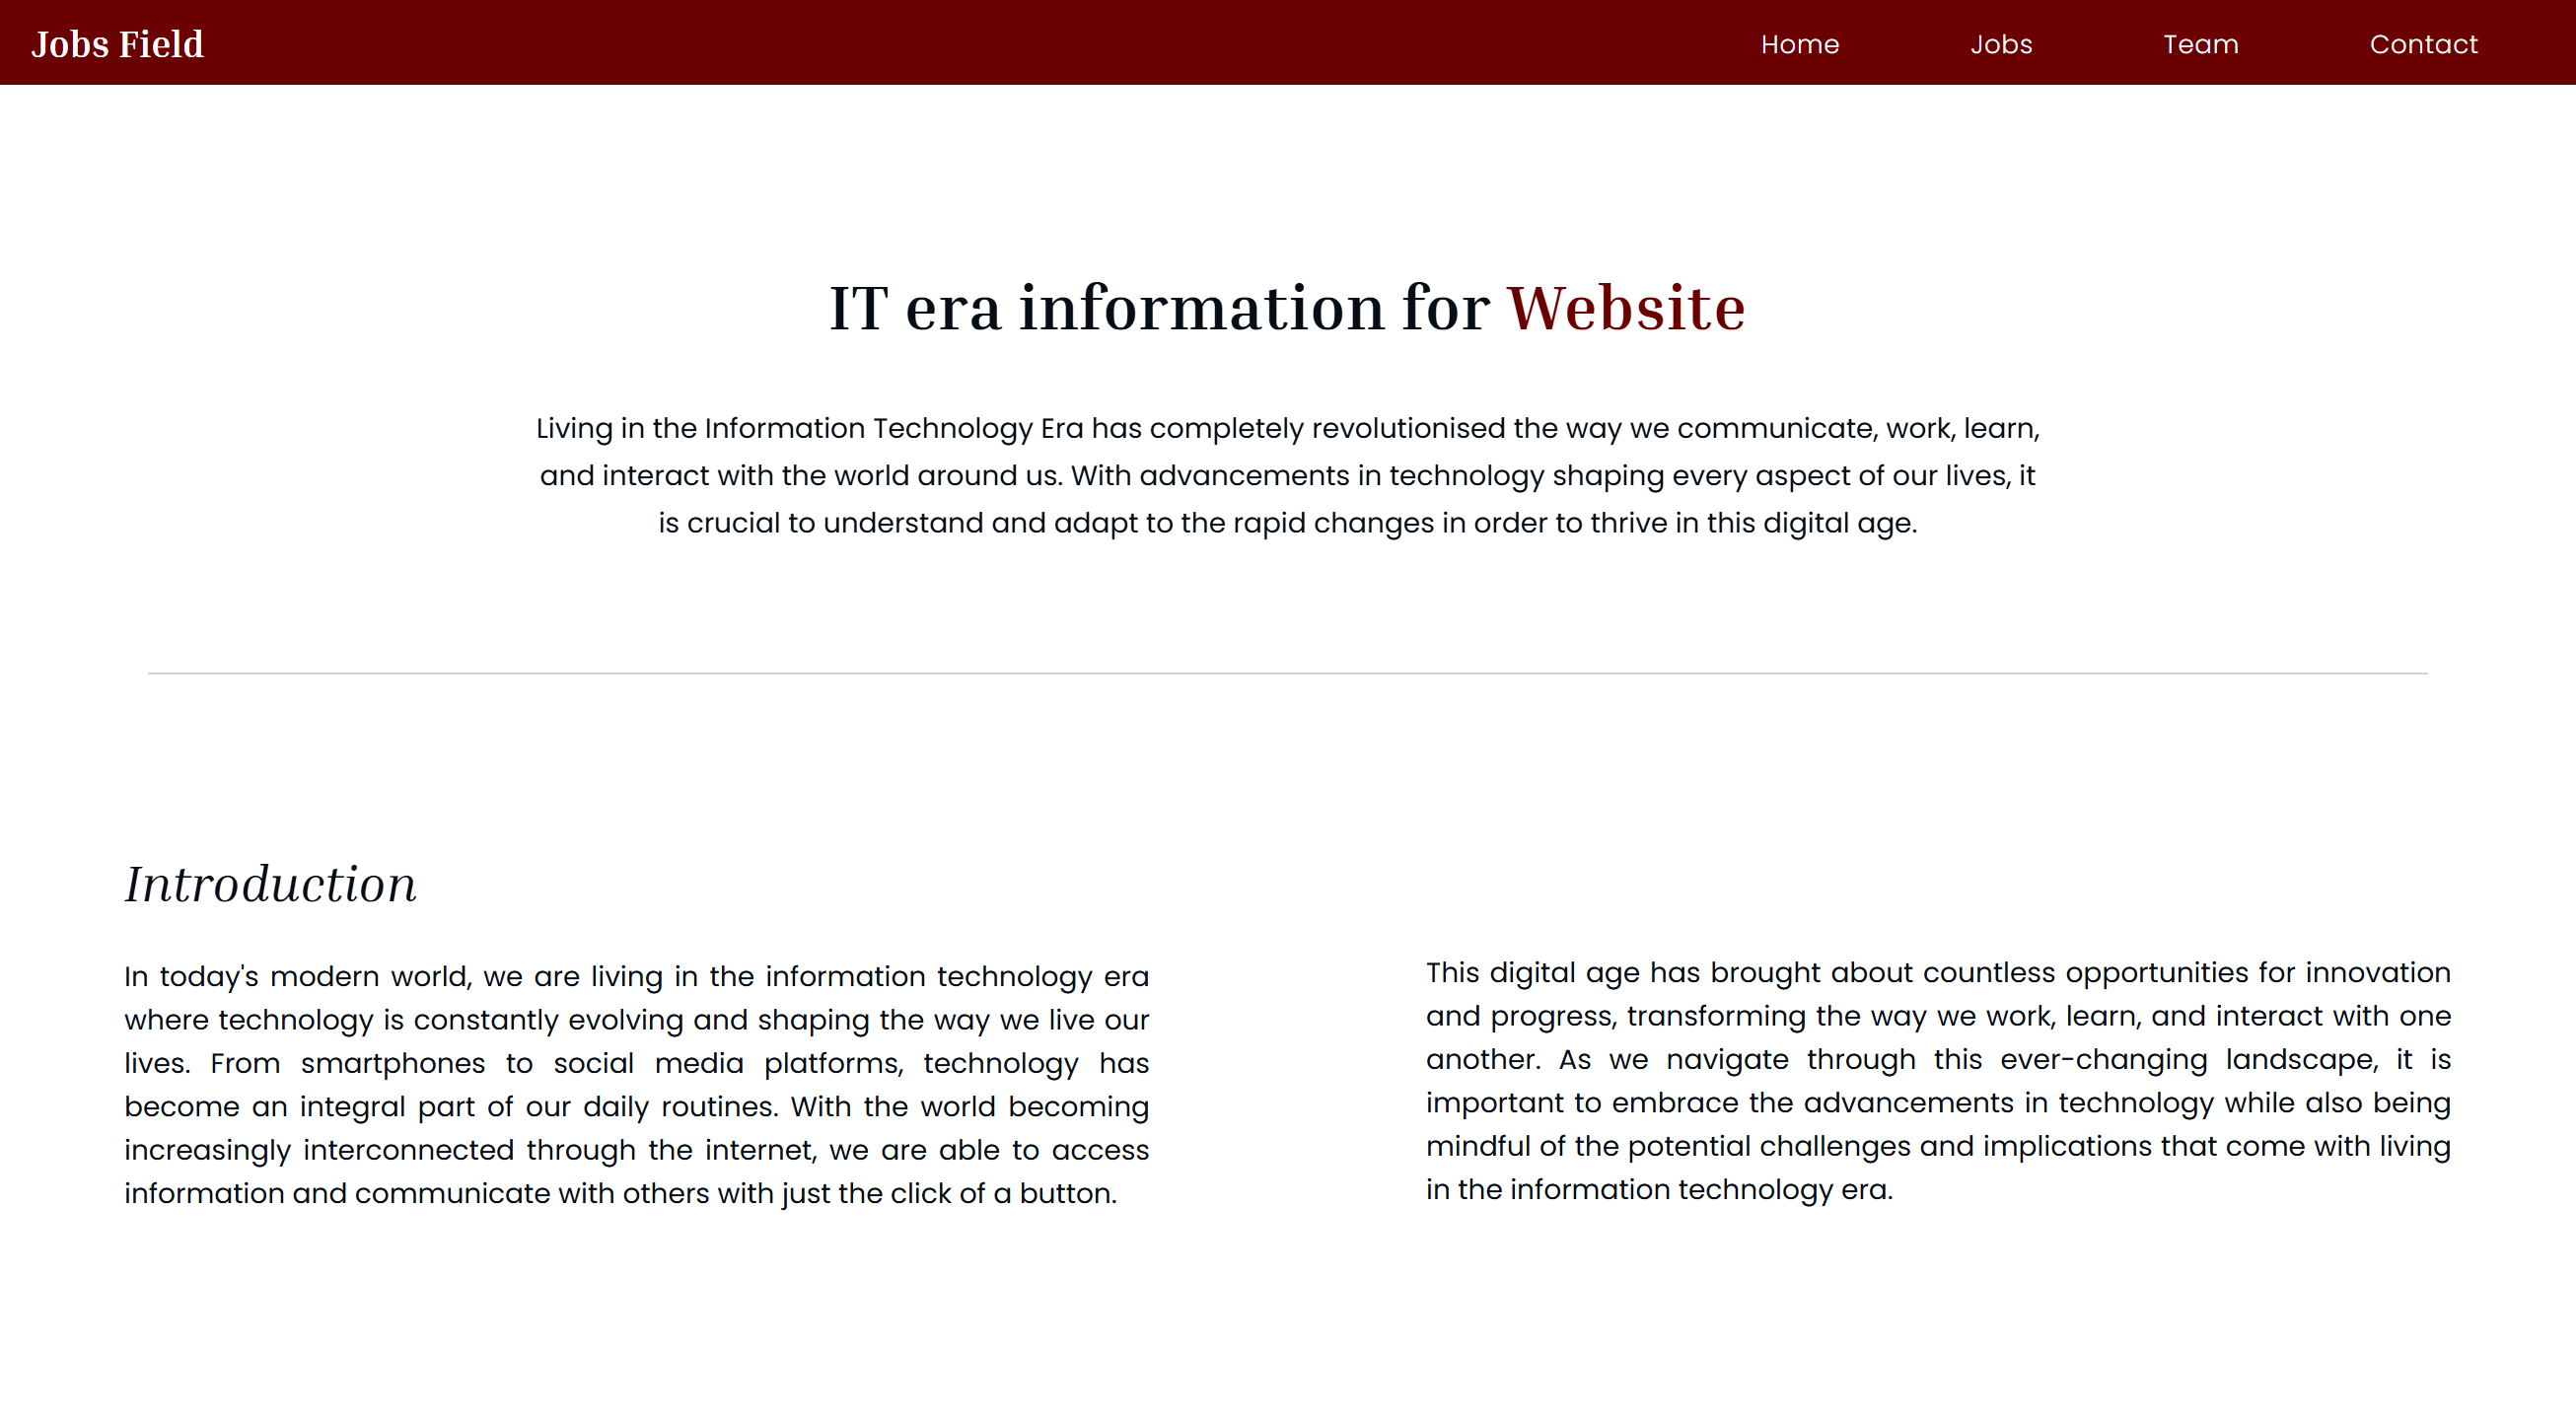 Jobs Field
Home
Jobs
Team
Contact
IT era information for Website
Living in the Information Technology Era has completely revolutionised the way we communicate, work, learn,
and interact with the world around us. With advancements in technology shaping every aspect of our lives, it
is crucial to understand and adapt to the rapid changes in order to thrive in this digital age.
Introduction
In today's modern world, we are living in the information technology era
where technology is constantly evolving and shaping the way we live our
lives. From smartphones to social media platforms, technology has
become an integral part of our daily routines. With the world becoming
increasingly interconnected through the internet, we are able to access
information and communicate with others with just the click of a button.
This digital age has brought about countless opportunities for innovation
and progress, transforming the way we work, learn, and interact with one
another. As we navigate through this ever-changing landscape, it is
important to embrace the advancements in technology while also being
mindful of the potential challenges and implications that come with living
in the information technology era.